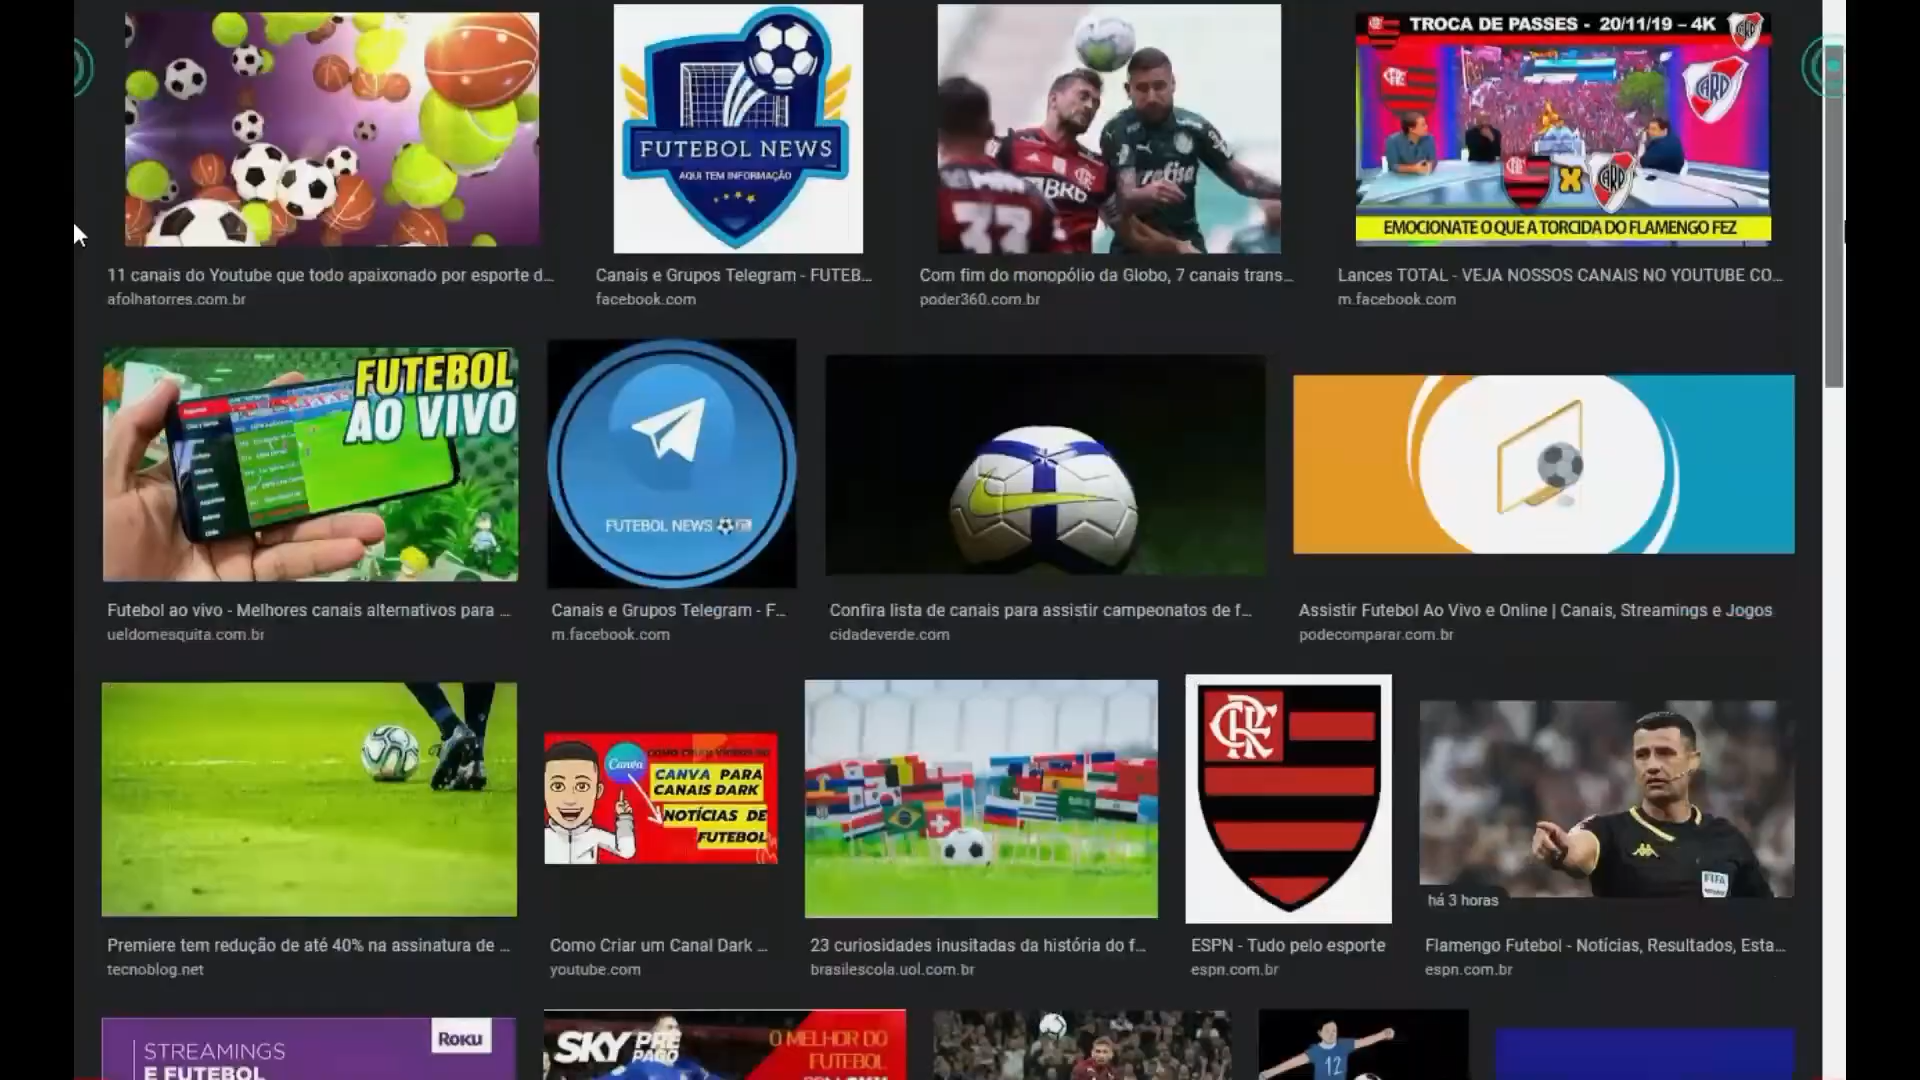 TROCA DE PASSES - 20/11/19 – 4K
FUTEBOL NEWS
AQUI TEM INFORMAÇÃO
33
BRB
CARD
X
CARD
EMOCIONATE O QUE A TORCIDA DO FLAMENGO FEZ
11 canais do Youtube que todo apaixonado por esporte d...
afolhatorres.com.br
Canais e Grupos Telegram - FUTEB...
facebook.com
Com fim do monopólio da Globo, 7 canais trans...
poder360.com.br
Lances TOTAL - VEJA NOSSOS CANAIS NO YOUTUBE CO...
m.facebook.com
FUTEBOL
AO VIVO
FUTEBOL NEWS
Futebol ao vivo - Melhores canais alternativos para ...
ueldomesquita.com.br
Canais e Grupos Telegram - F...
m.facebook.com
Confira lista de canais para assistir campeonatos de f...
cidadeverde.com
Assistir Futebol Ao Vivo e Online | Canais, Streamings e Jogos
podecomparar.com.br
Canva
CANVA PARA
CANAIS DARK
NOTÍCIAS DE
FUTEBOL
FIFA
há 3 horas
Premiere tem redução de até 40% na assinatura de ...
tecnoblog.net
Como Criar um Canal Dark ...
youtube.com
23 curiosidades inusitadas da história do f...
brasilescola.uol.com.br
ESPN - Tudo pelo esporte
espn.com.br
Flamengo Futebol - Notícias, Resultados, Esta...
espn.com.br
STREAMINGS
E FUTEBOL
ROKU
SKY PRÉ
PAGO
O MELHOR DO
FUTEBOL
12